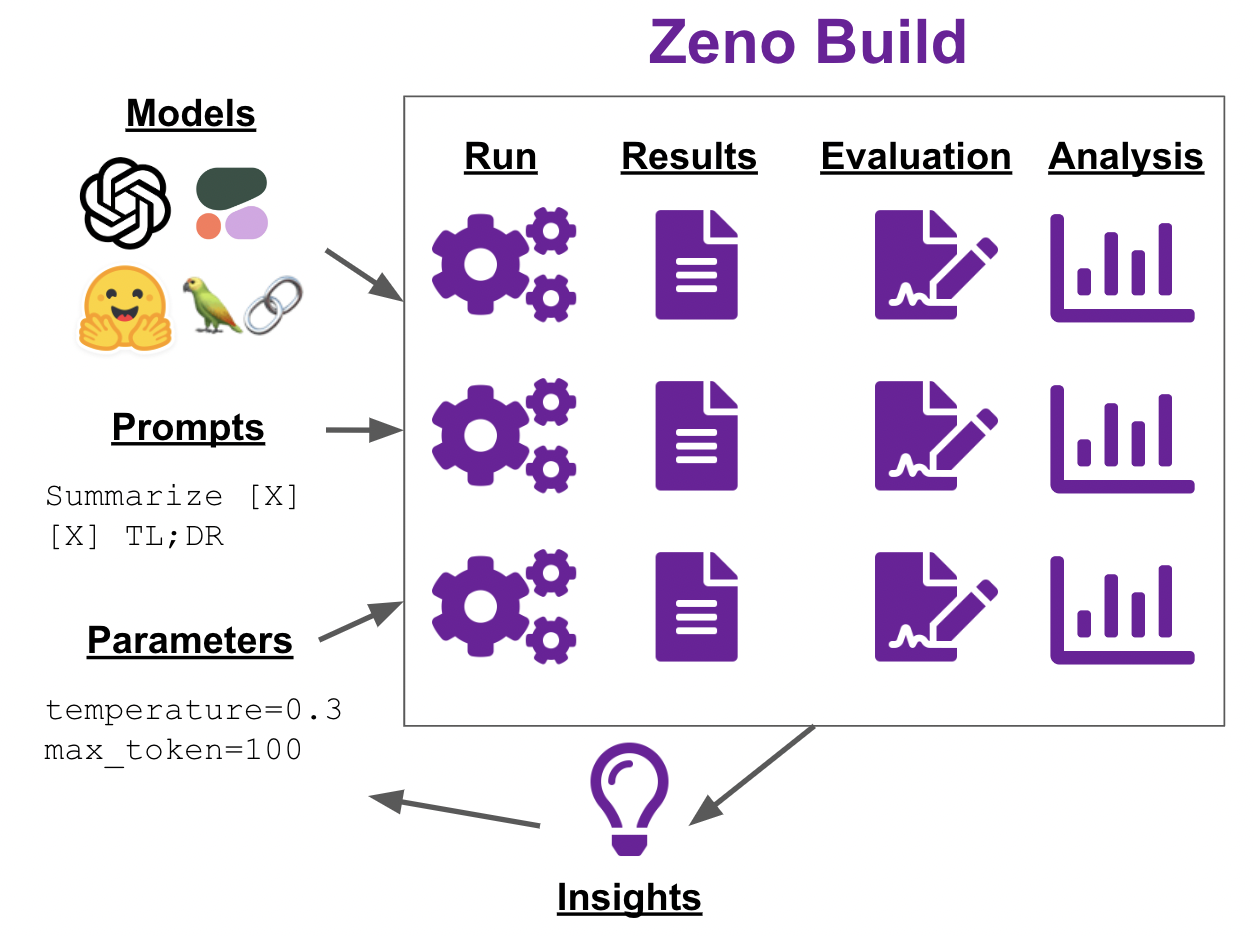 Zeno Build
Models
Prompts
Summarize [X]
[X] TL;DR
Parameters
temperature=0.3
max_token=100
Run
Results
Evaluation
Analysis
Insights